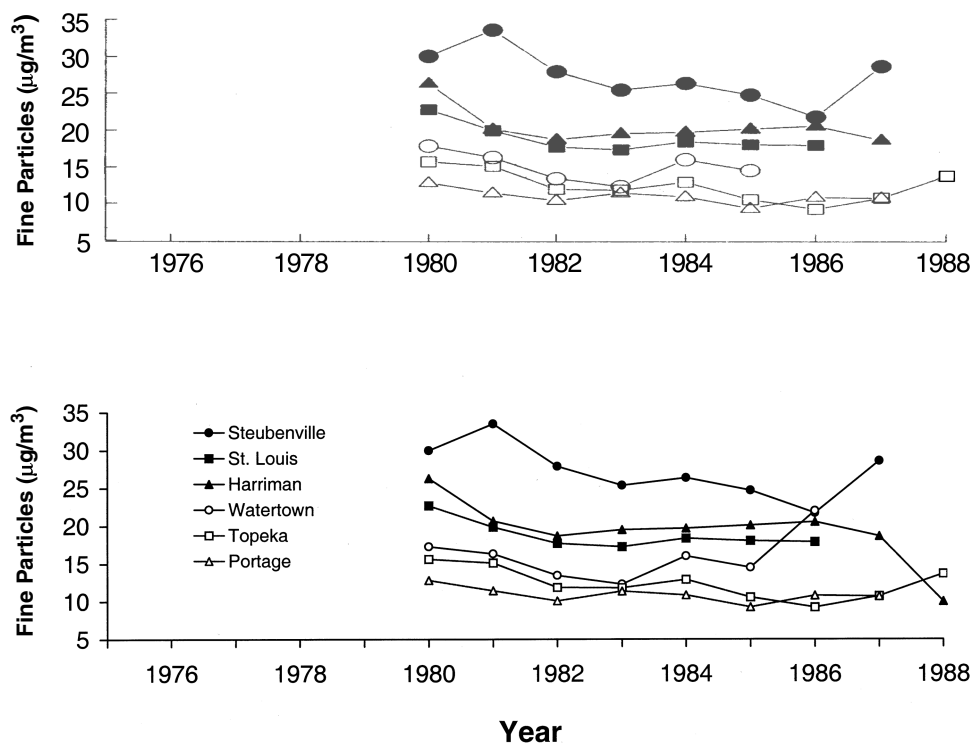 Fine Particles (μg/m³)
35
30
25
20
15
10
5
1976 1978 1980 1982 1984 1986 1988
Fine Particles (μg/m³)
35
30
25
20
15
10
5
Steubenville
St. Louis
Harriman
Watertown
Topeka
Portage
1976 1978 1980 1982 1984 1986 1988
Year